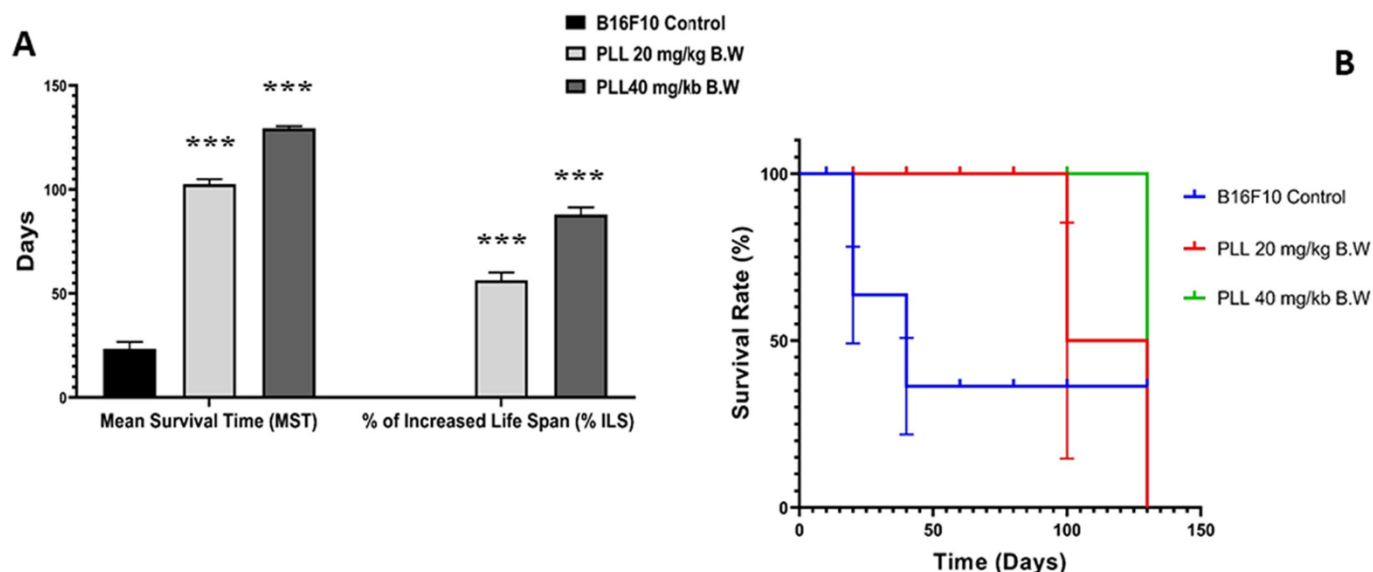 A
B16F10 Control
PLL 20 mg/kg B.W
PLL40 mg/kb B.W
B
150
100
50
0
Days
***
***
***
***
Mean Survival Time (MST)
% of Increased Life Span (% ILS)
100
50
0
Survival Rate (%)
0 50 100 150
Time (Days)
B16F10 Control
PLL 20 mg/kg B.W
PLL 40 mg/kb B.W